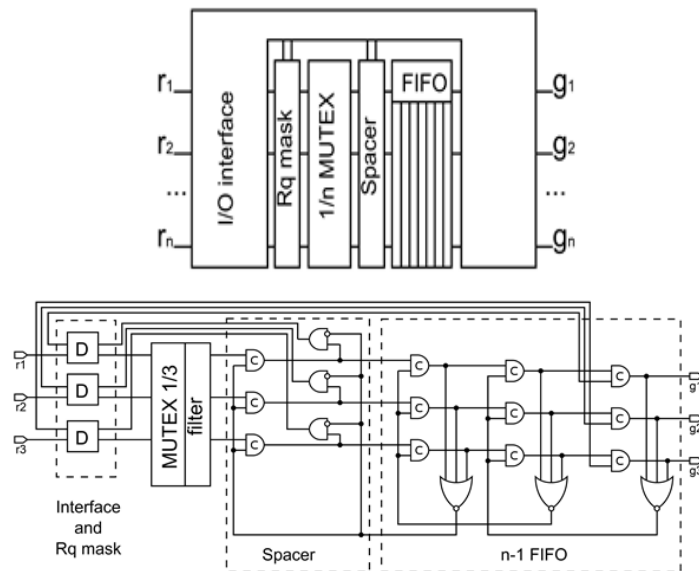 r1 g1
I/O interface Rq mask 1/n MUTEX Spacer FIFO
r2 g2
... ...
rn gn
D
r1 C C C C g1
D
r2 MUTEX 1/3 filter C C C C g2
D
r3 C C C C g3
Interface
and
Rq mask
Spacer
n-1 FIFO